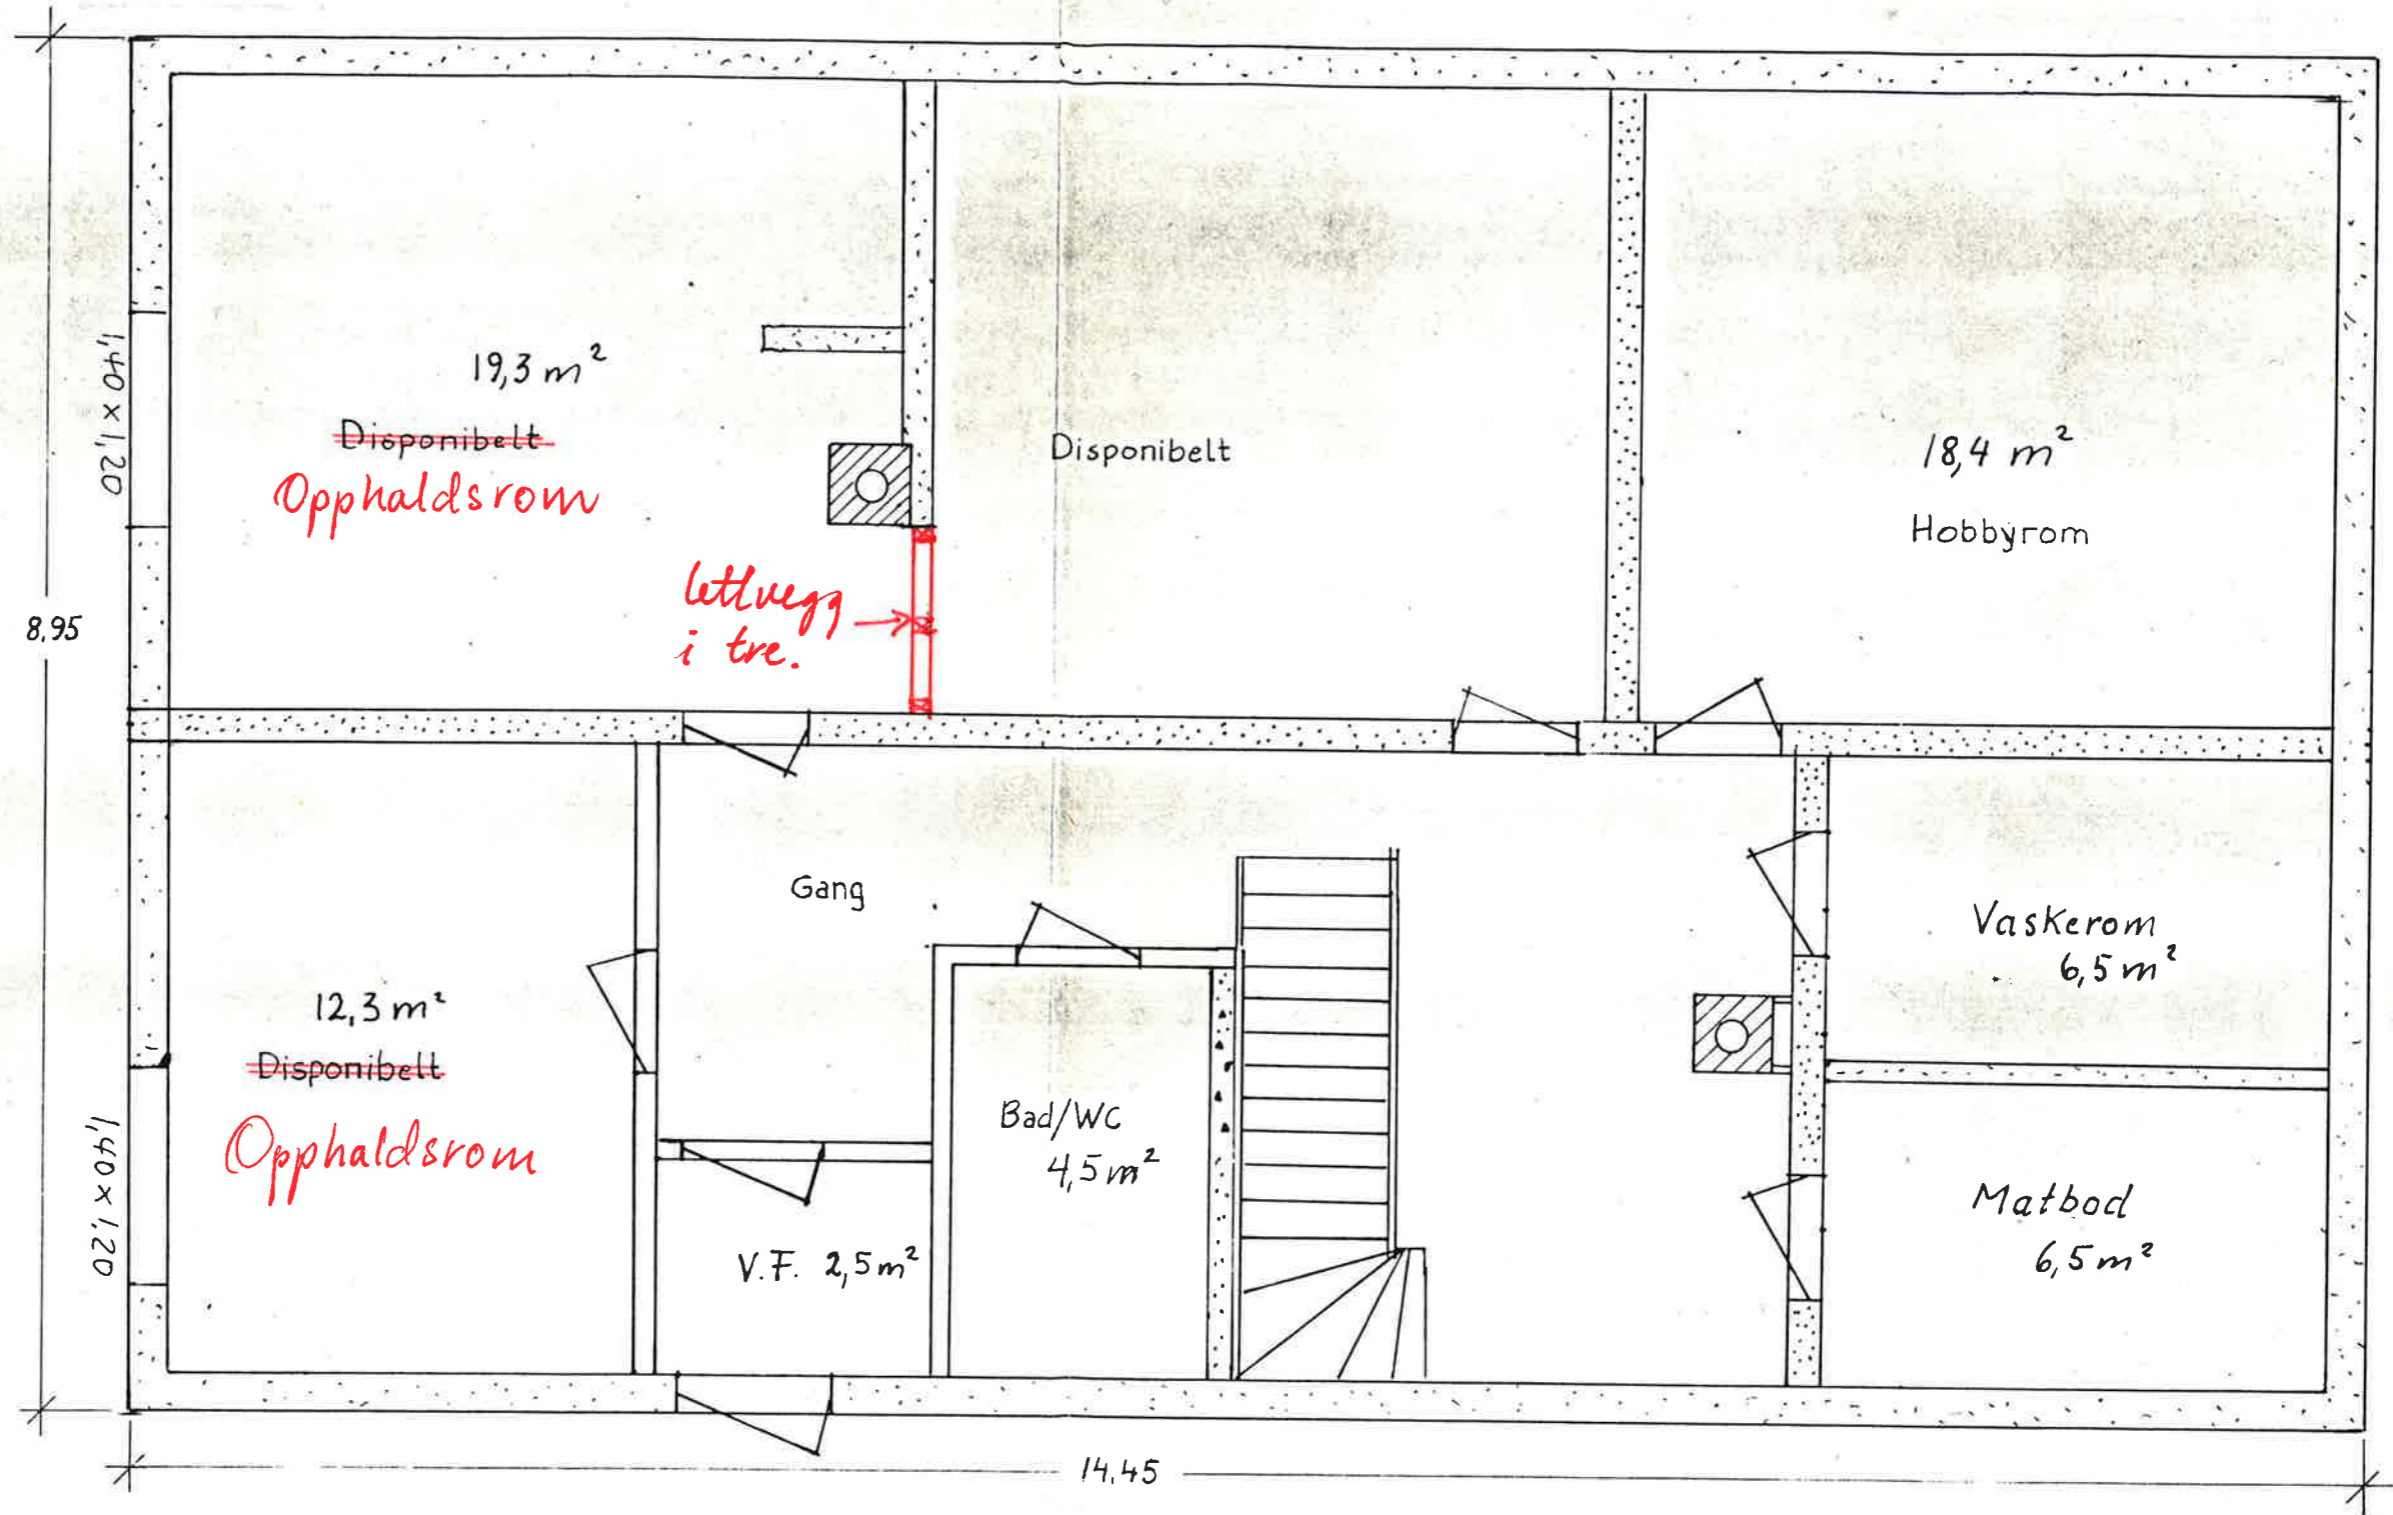 19,3 m²
Disponibelt
Opphaldsrom
lettvegg
i tre.
Disponibelt
18,4 m²
Hobbyrom
1,40 x 1,20
8,95
Gang
Vaskerom
6,5 m²
12,3 m²
Disponibelt
Opphaldsrom
Bad/WC
4,5 m²
V.F. 2,5 m²
Matbod
6,5 m²
1,40 x 1,20
14,45